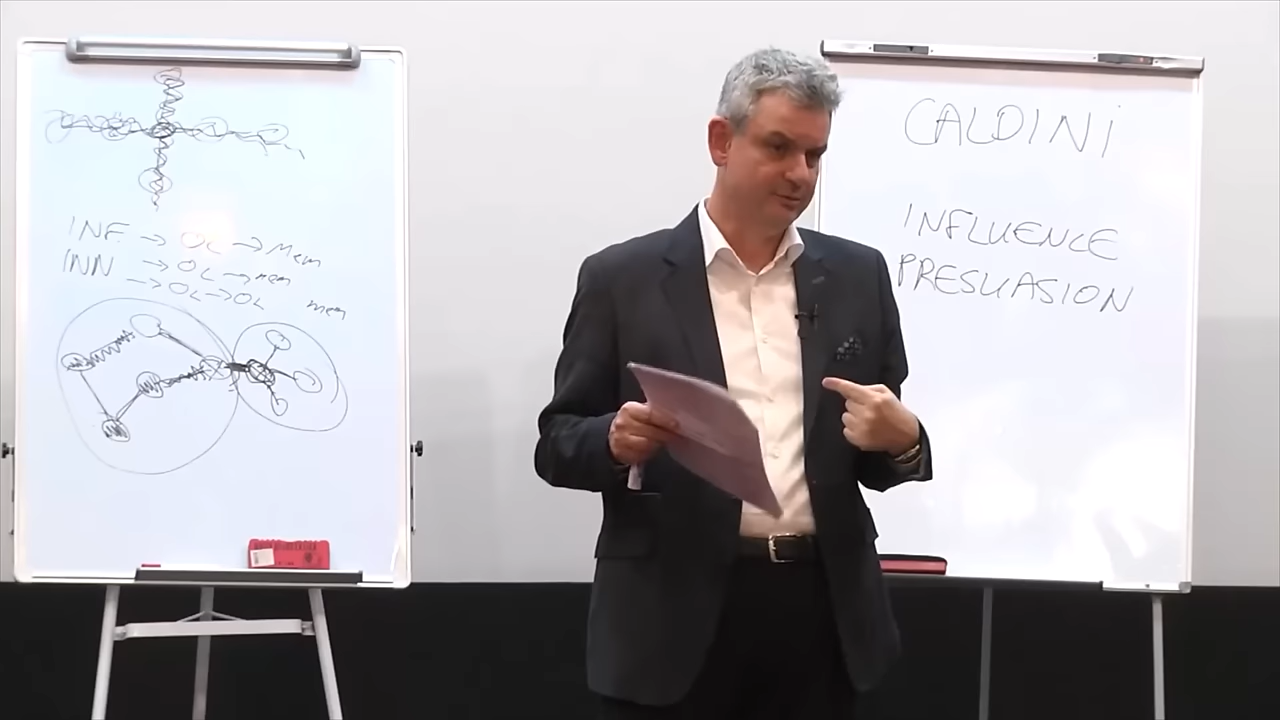 INF. → OL → Mem
INN → OL → mem
→ OL → OL mem
CALDINI
INFLUENCE
PRESUASION